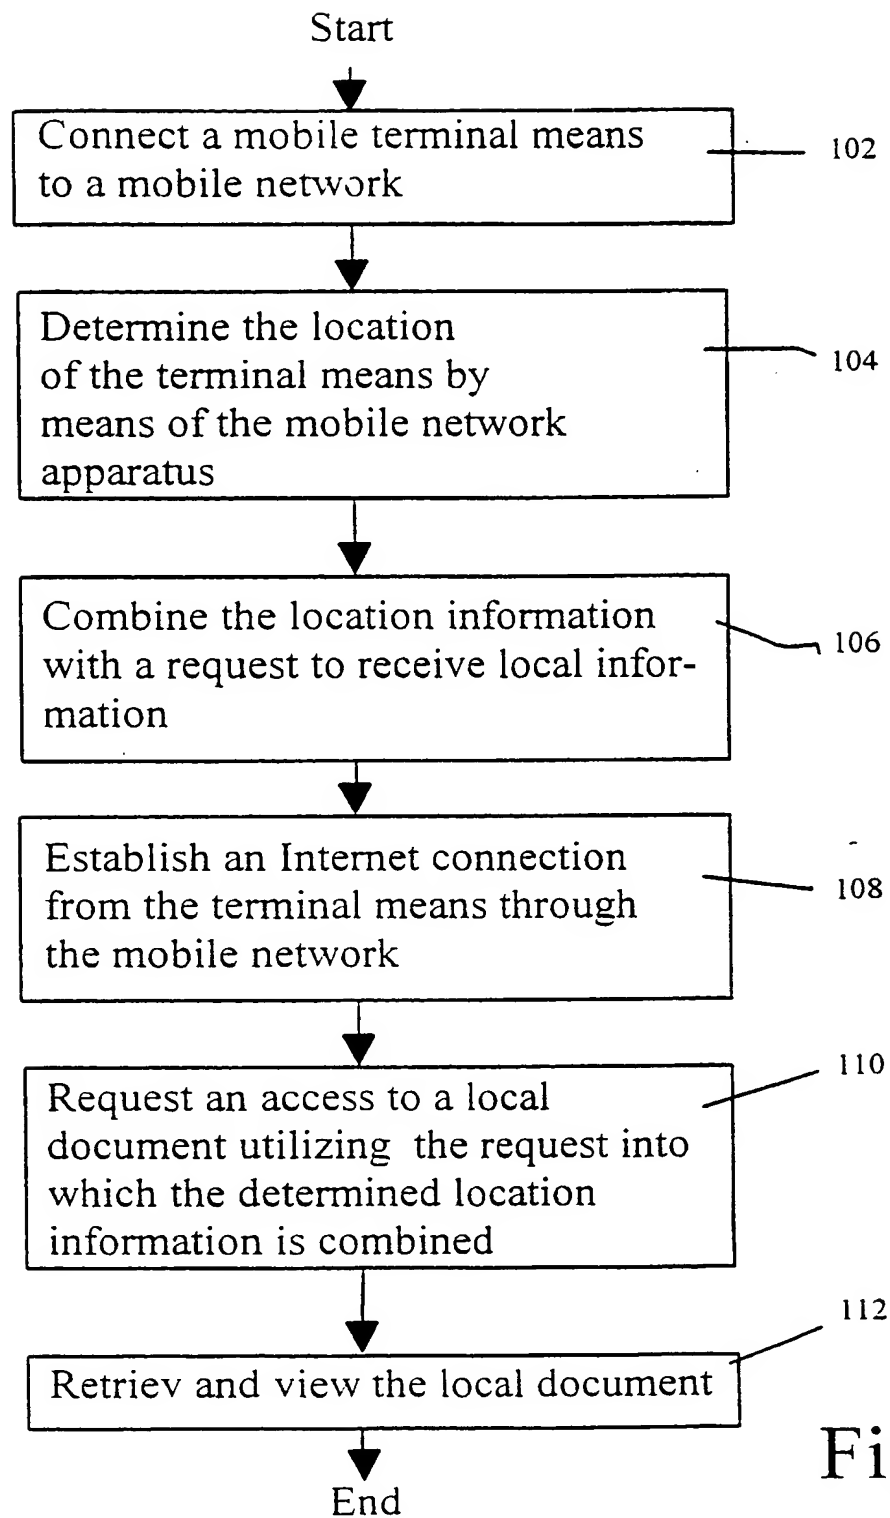 Start
Connect a mobile terminal means
to a mobile network
102
Determine the location
of the terminal means by
means of the mobile network
apparatus
104
Combine the location information
with a request to receive local infor-
mation
106
Establish an Internet connection
from the terminal means through
the mobile network
108
Request an access to a local
document utilizing the request into
which the determined location
information is combined
110
Retriev and view the local document
112
End
Fi